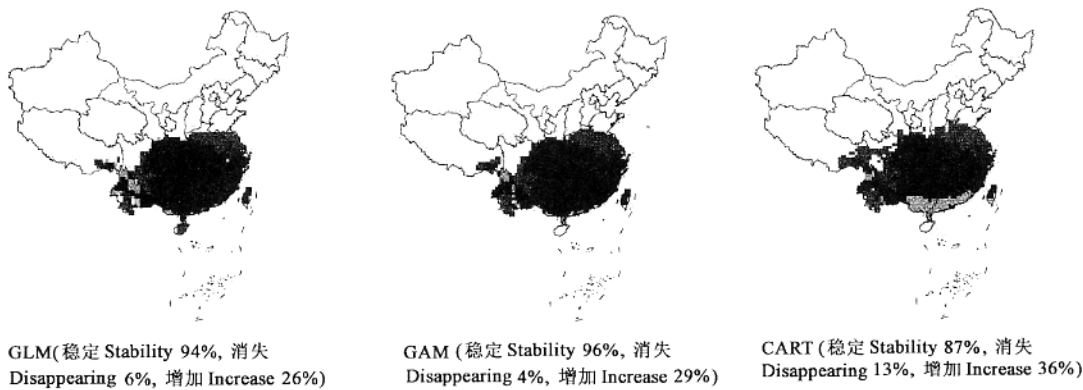 GLM(稳定 Stability 94%, 消失
Disappearing 6%, 增加 Increase 26%)
GAM (稳定 Stability 96%, 消失
Disappearing 4%, 增加 Increase 29%)
CART (稳定 Stability 87%, 消失
Disappearing 13%, 增加 Increase 36%)